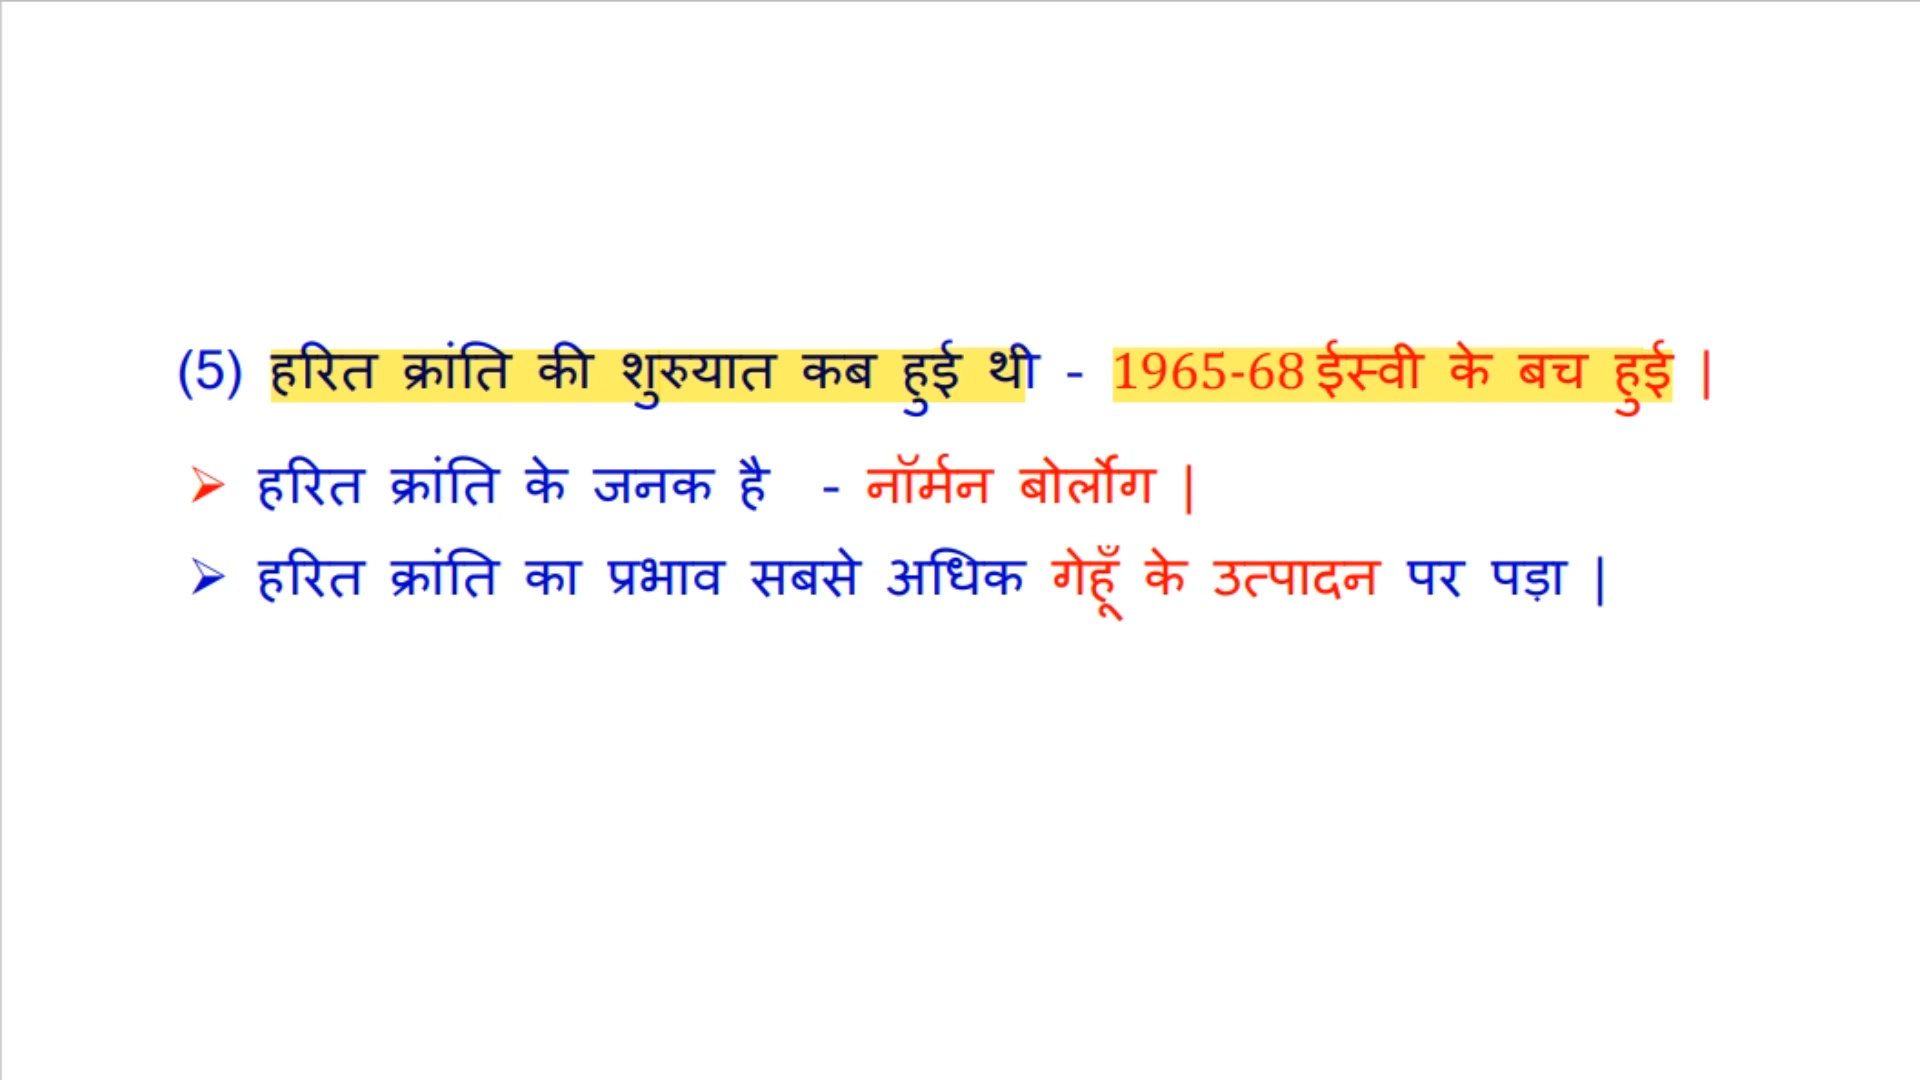 (5) हरित क्रांति की शुरुयात कब हुई थी - 1965-68 ईस्वी के बच हुई |
➢ हरित क्रांति के जनक है - नॉर्मन बोर्लोग |
➢ हरित क्रांति का प्रभाव सबसे अधिक गेहूँ के उत्पादन पर पड़ा |